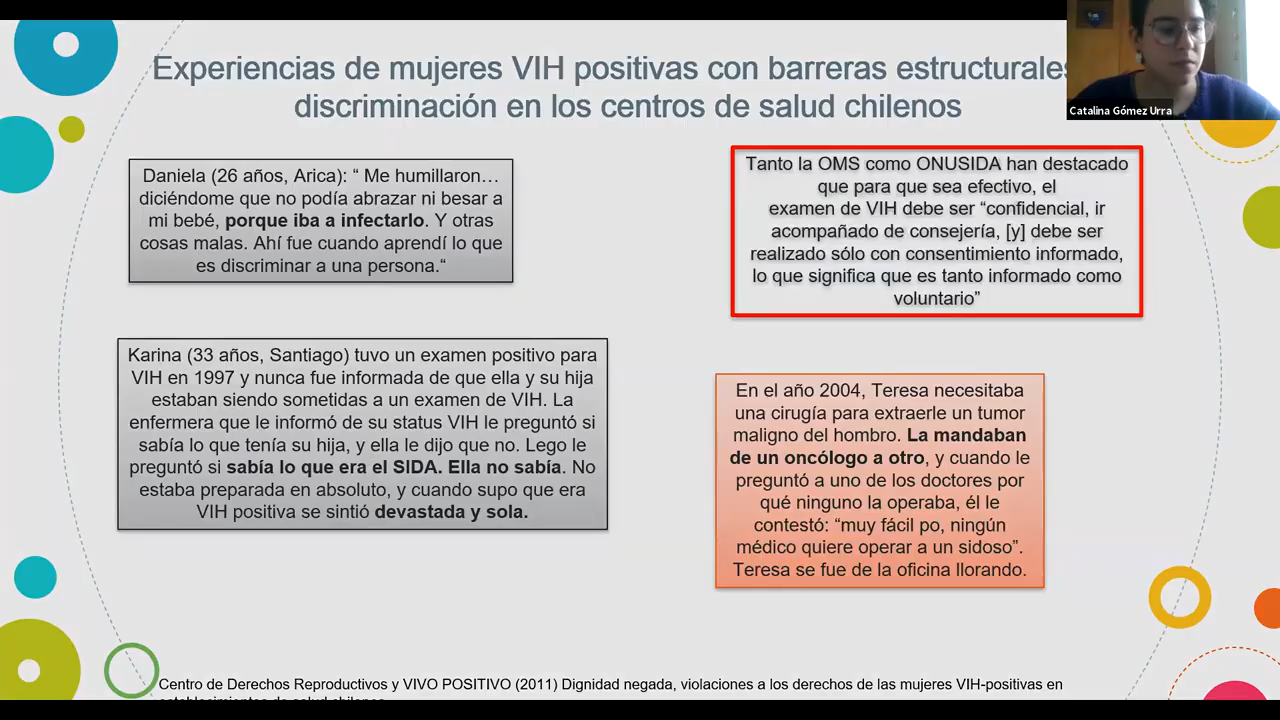 Experiencias de mujeres VIH positivas con barreras estructurales
discriminación en los centros de salud chilenos
Catalina Gómez Urra
Daniela (26 años, Arica): “ Me humillaron…
diciéndome que no podía abrazar ni besar a
mi bebé, porque iba a infectarlo. Y otras
cosas malas. Ahí fue cuando aprendí lo que
es discriminar a una persona.“
Tanto la OMS como ONUSIDA han destacado
que para que sea efectivo, el
examen de VIH debe ser “confidencial, ir
acompañado de consejería, [y] debe ser
realizado sólo con consentimiento informado,
lo que significa que es tanto informado como
voluntario”
Karina (33 años, Santiago) tuvo un examen positivo para
VIH en 1997 y nunca fue informada de que ella y su hija
estaban siendo sometidas a un examen de VIH. La
enfermera que le informó de su status VIH le preguntó si
sabía lo que tenía su hija, y ella le dijo que no. Lego le
preguntó si sabía lo que era el SIDA. Ella no sabía. No
estaba preparada en absoluto, y cuando supo que era
VIH positiva se sintió devastada y sola.
En el año 2004, Teresa necesitaba
una cirugía para extraerle un tumor
maligno del hombro. La mandaban
de un oncólogo a otro, y cuando le
preguntó a uno de los doctores por
qué ninguno la operaba, él le
contestó: “muy fácil po, ningún
médico quiere operar a un sidoso”.
Teresa se fue de la oficina llorando.
Centro de Derechos Reproductivos y VIVO POSITIVO (2011) Dignidad negada, violaciones a los derechos de las mujeres VIH-positivas en
establecimientos de salud chilenos